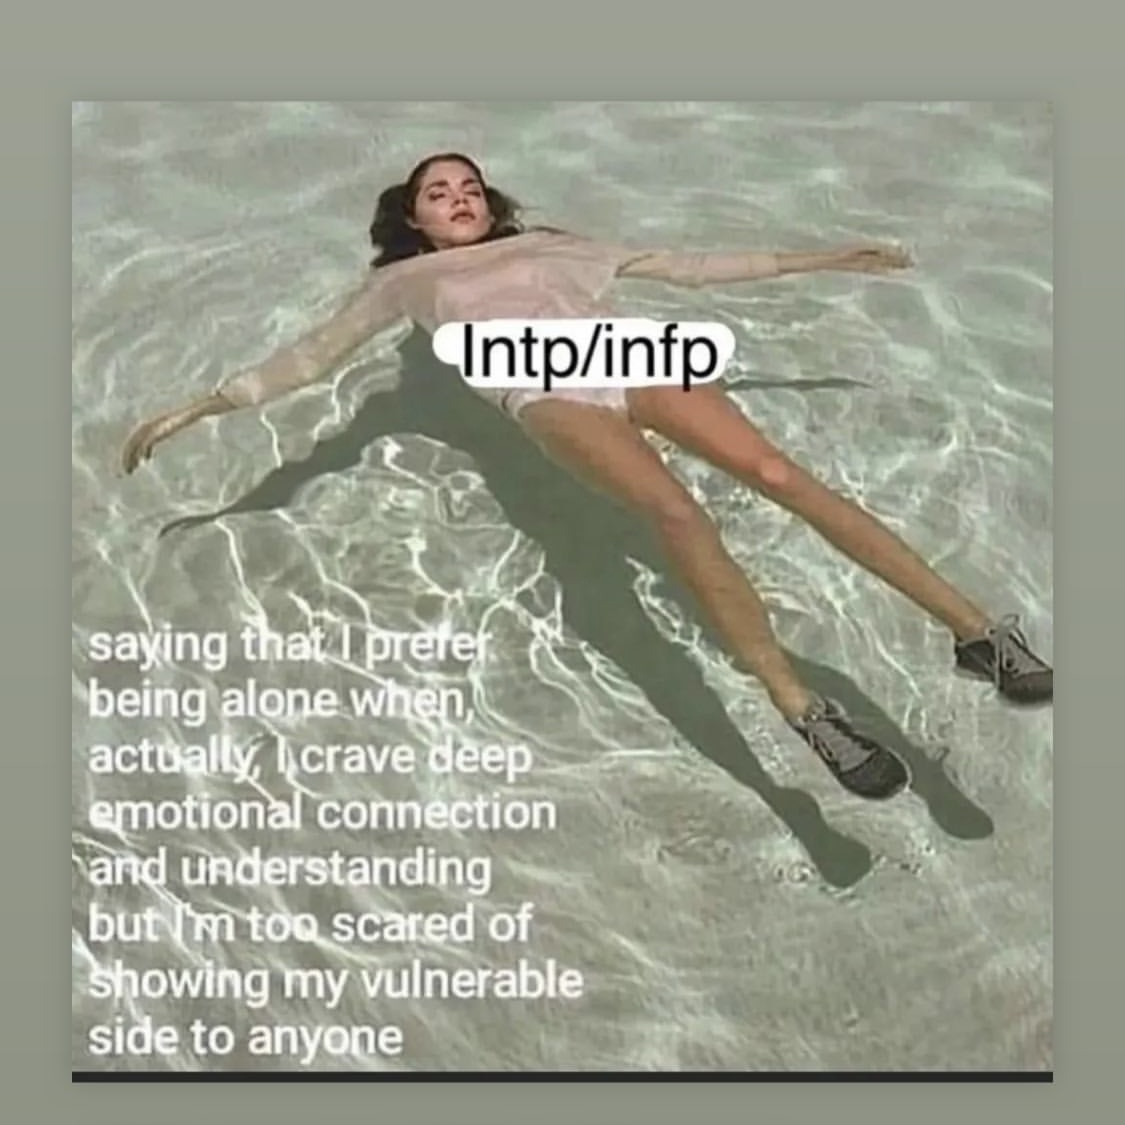 Intp/infp
saying that I prefer
being alone when,
actually, I crave deep
emotional connection
and understanding
but I'm too scared of
showing my vulnerable
side to anyone